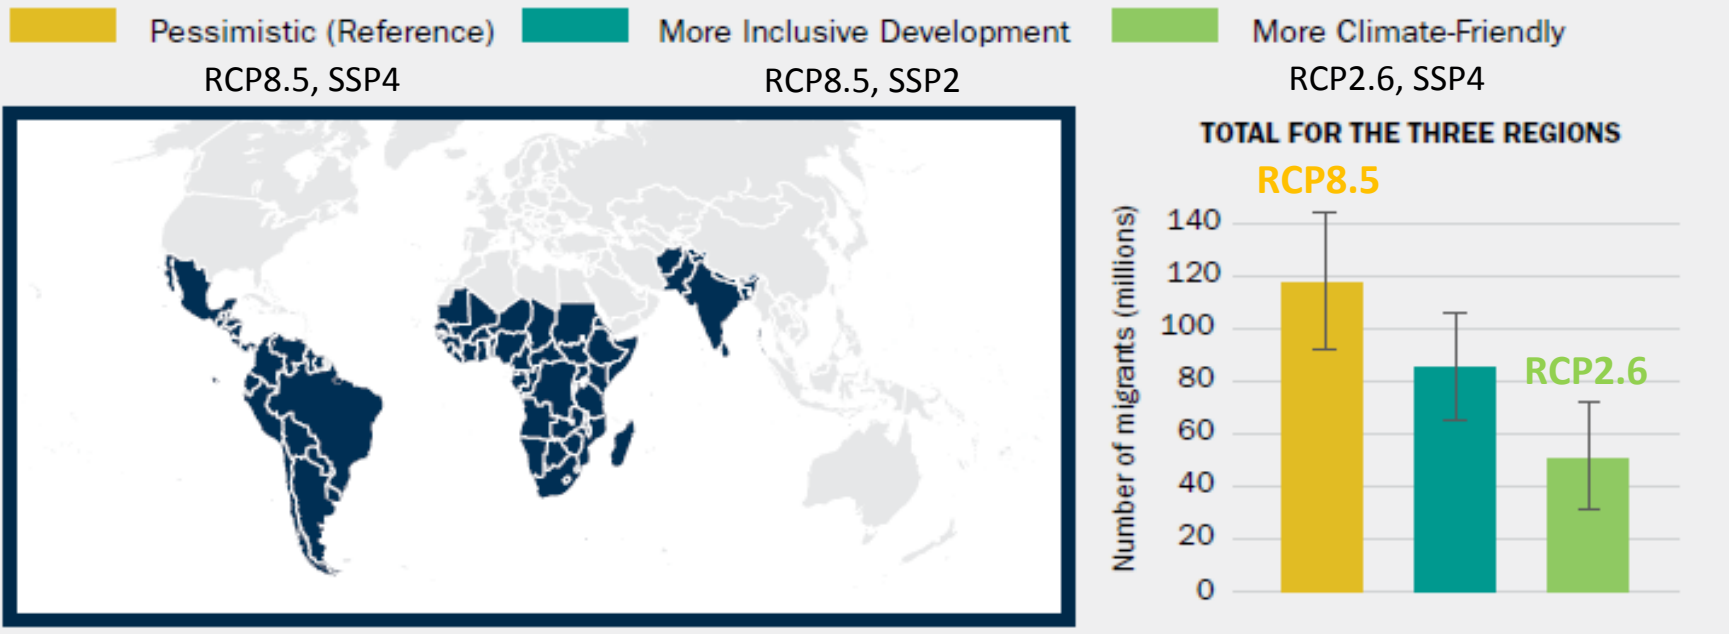 Pessimistic (Reference)
More Inclusive Development
More Climate-Friendly
RCP8.5, SSP4
RCP8.5, SSP2
RCP2.6, SSP4
TOTAL FOR THE THREE REGIONS
RCP8.5
RCP2.6
Number of migrants (millions)
140
120
100
80
60
40
20
0